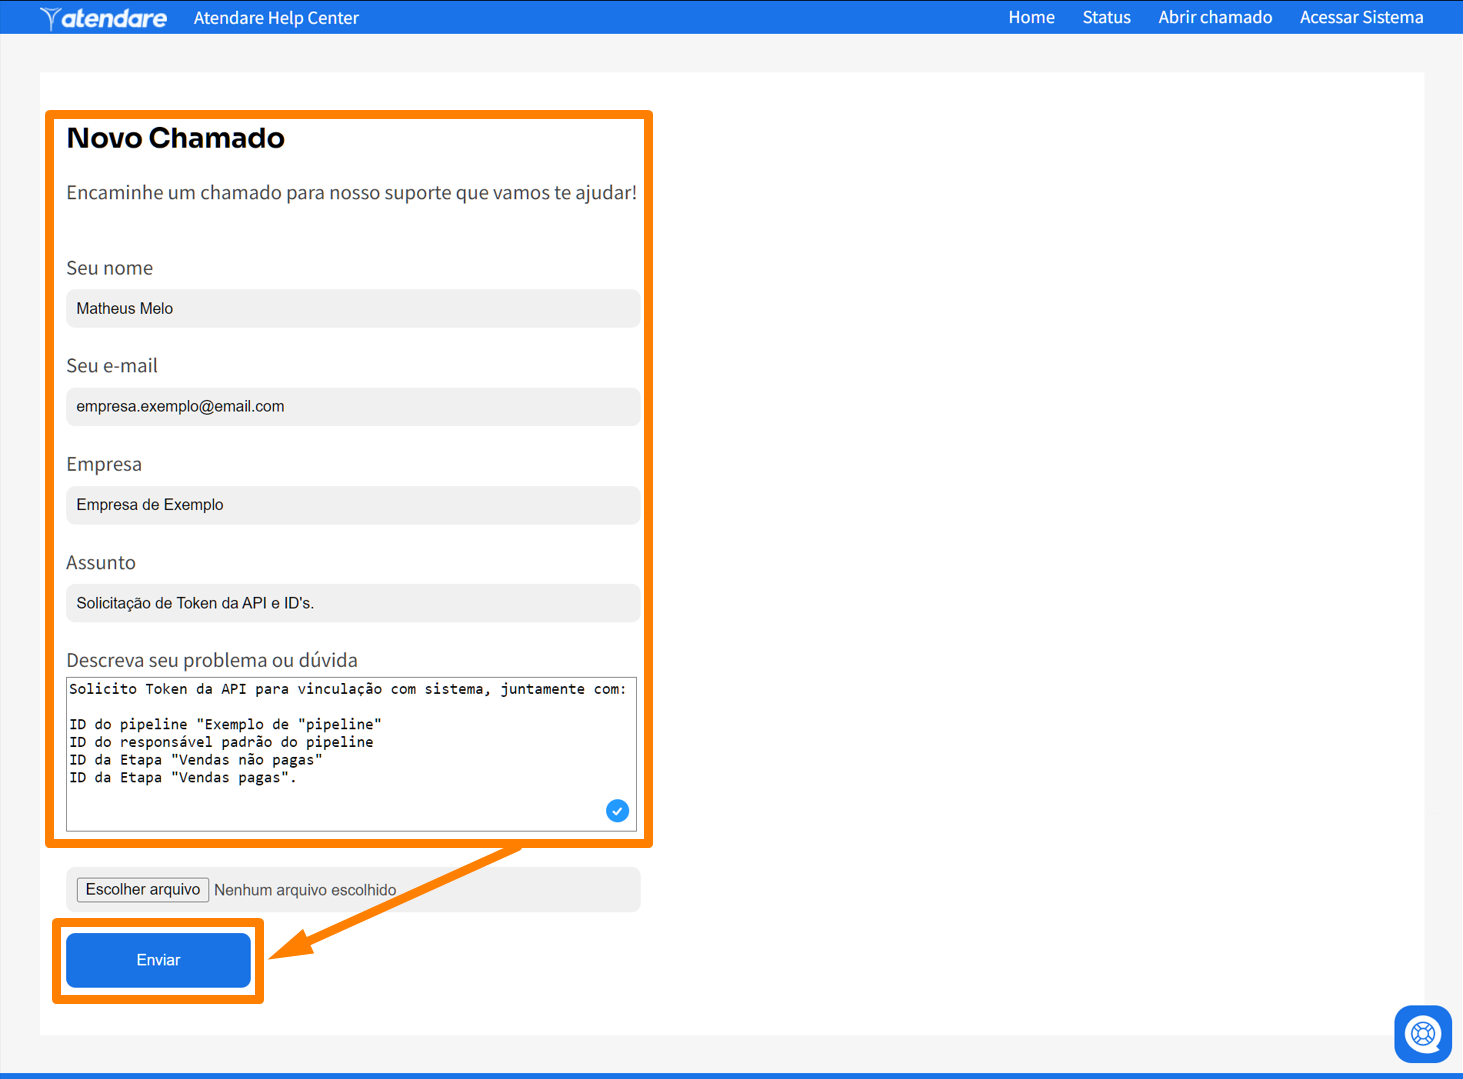 atendare Atendare Help Center Home Status Abrir chamado Acessar Sistema
Novo Chamado
Encaminhe um chamado para nosso suporte que vamos te ajudar!
Seu nome
Matheus Melo
Seu e-mail
empresa.exemplo@email.com
Empresa
Empresa de Exemplo
Assunto
Solicitação de Token da API e ID's.
Descreva seu problema ou dúvida
Solicito Token da API para vinculação com sistema, juntamente com:
ID do pipeline "Exemplo de "pipeline"
ID do responsável padrão do pipeline
ID da Etapa "Vendas não pagas"
ID da Etapa "Vendas pagas".
Escolher arquivo Nenhum arquivo escolhido
Enviar